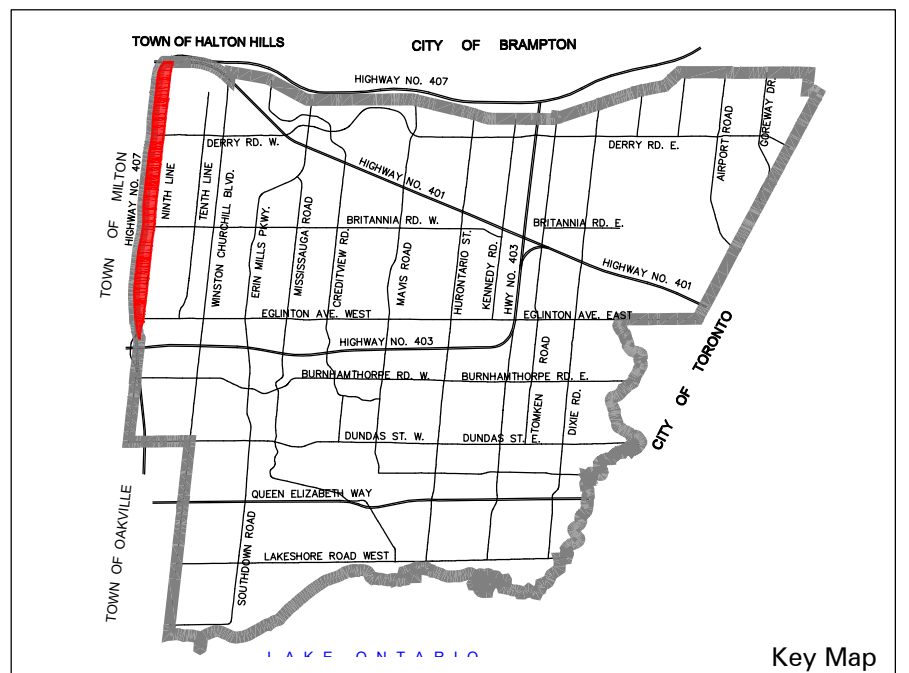 TOWN OF HALTON HILLS
CITY OF BRAMPTON
HIGHWAY NO. 407
DERRY RD. W.
DERRY RD. E.
AIRPORT ROAD
GOREWAY DR.
TOWN OF MILTON
HIGHWAY NO. 407
NINTH LINE
TENTH LINE
WINSTON CHURCHILL BLVD.
ERIN MILLS PKWY.
MISSISSAUGA ROAD
CREDITVIEW RD.
MAVIS ROAD
HIGHWAY NO. 401
HURONTARIO ST.
KENNEDY RD.
HWY NO. 403
BRITANNIA RD. W.
BRITANNIA RD. E.
HIGHWAY NO. 401
EGLINTON AVE. WEST
EGLINTON AVE. EAST
HIGHWAY NO. 403
CITY OF TORONTO
BURNHAMTHORPE RD. W.
BURNHAMTHORPE RD. E.
TOMKEN ROAD
DIXIE RD.
DUNDAS ST. W.
DUNDAS ST. E.
QUEEN ELIZABETH WAY
TOWN OF OAKVILLE
SOUTHDOWN ROAD
LAKESHORE ROAD WEST
LAKE ONTARIO
Key Map